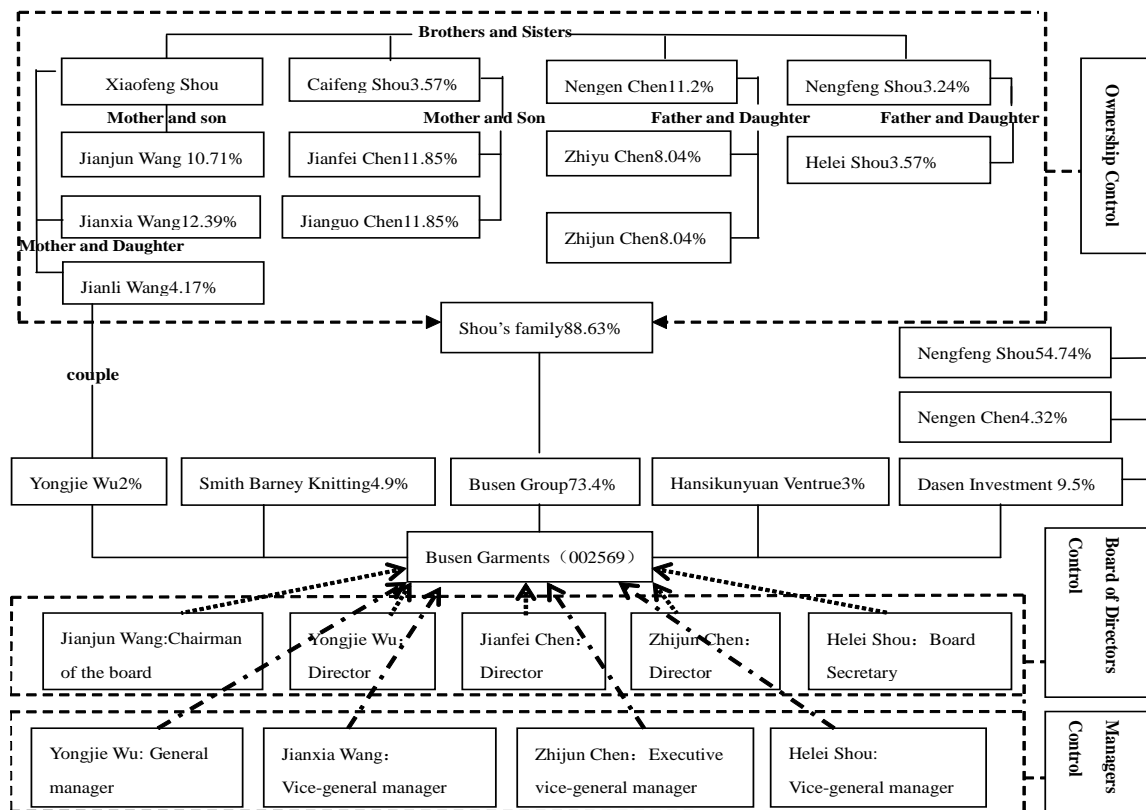 Brothers and Sisters
Xiaofeng Shou
Caifeng Shou3.57%
Nengen Chen11.2%
Nengfeng Shou3.24%
Mother and son
Mother and Son
Father and Daughter
Father and Daughter
Jianjun Wang 10.71%
Jianfei Chen11.85%
Zhiyu Chen8.04%
Helei Shou3.57%
Jianxia Wang12.39%
Jianguo Chen11.85%
Zhijun Chen8.04%
Mother and Daughter
Jianli Wang4.17%
Ownership Control
Shou’s family88.63%
Nengfeng Shou54.74%
couple
Nengen Chen4.32%
Yongjie Wu2%
Smith Barney Knitting4.9%
Busen Group73.4%
Hansikunyuan Ventrue3%
Dasen Investment 9.5%
Busen Garments（002569）
Board of Directors
Control
Jianjun Wang:Chairman
of the board
Yongjie Wu：
Director
Jianfei Chen：
Director
Zhijun Chen：
Director
Helei Shou：Board
Secretary
Managers
Control
Yongjie Wu: General
manager
Jianxia Wang：
Vice-general manager
Zhijun Chen：Executive
vice-general manager
Helei Shou:
Vice-general manager